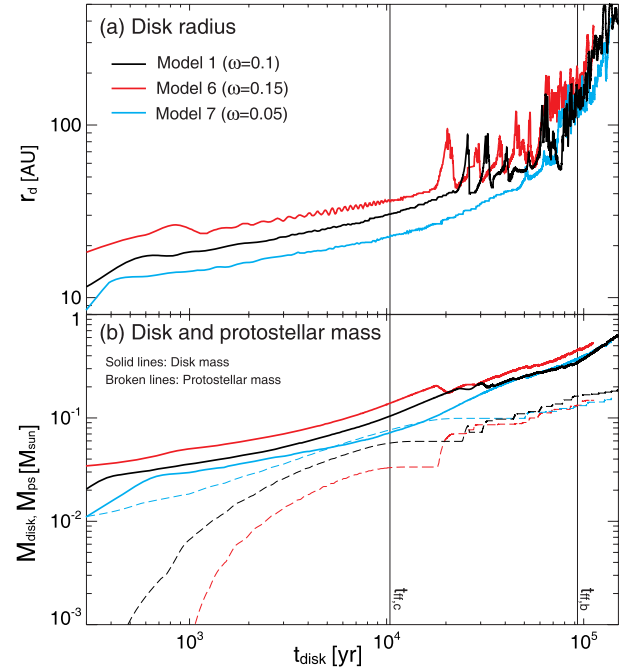 (a) Disk radius
Model 1 (ω=0.1)
Model 6 (ω=0.15)
Model 7 (ω=0.05)
100
10
r_d [AU]
(b) Disk and protostellar mass
Solid lines: Disk mass
Broken lines: Protostellar mass
1
10^-1
10^-2
10^-3
M_disk, M_ps [M_sun]
t_ff,c
t_ff,b
10^3
10^4
10^5
t_disk [yr]